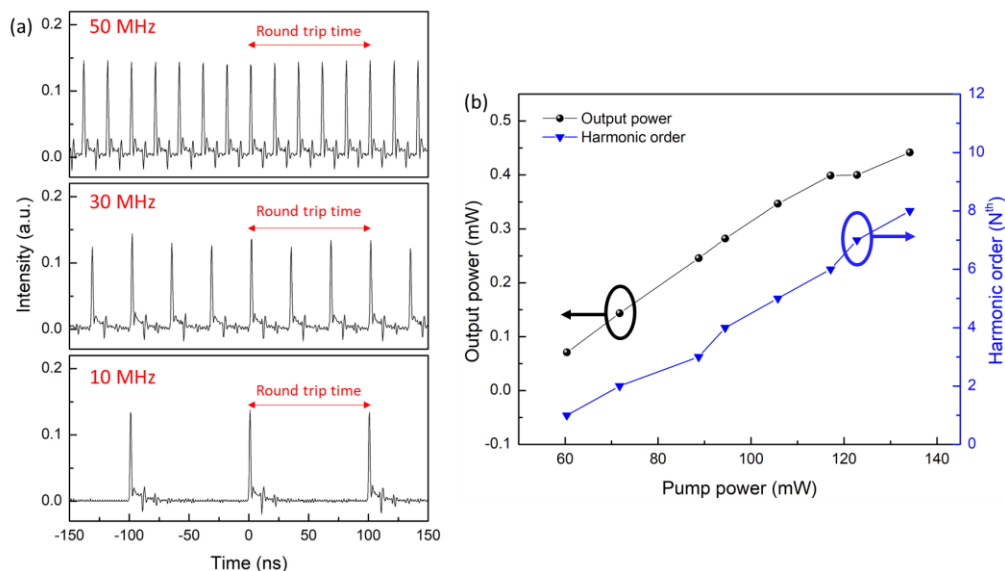 (a)
50 MHz
Round trip time
0.2
0.1
0.0
30 MHz
Round trip time
0.2
0.1
0.0
10 MHz
Round trip time
0.2
0.1
0.0
Intensity (a.u.)
-150 -100 -50 0 50 100 150
Time (ns)
(b)
Output power
Harmonic order
0.5
0.4
0.3
0.2
0.1
0.0
-0.1
Output power (mW)
12
10
8
6
4
2
0
Harmonic order (Nth)
60 80 100 120 140
Pump power (mW)